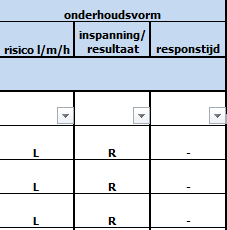 onderhoudsvorm
inspanning/
risico l/m/h resultaat responstijd
L R -
L R -
L R -